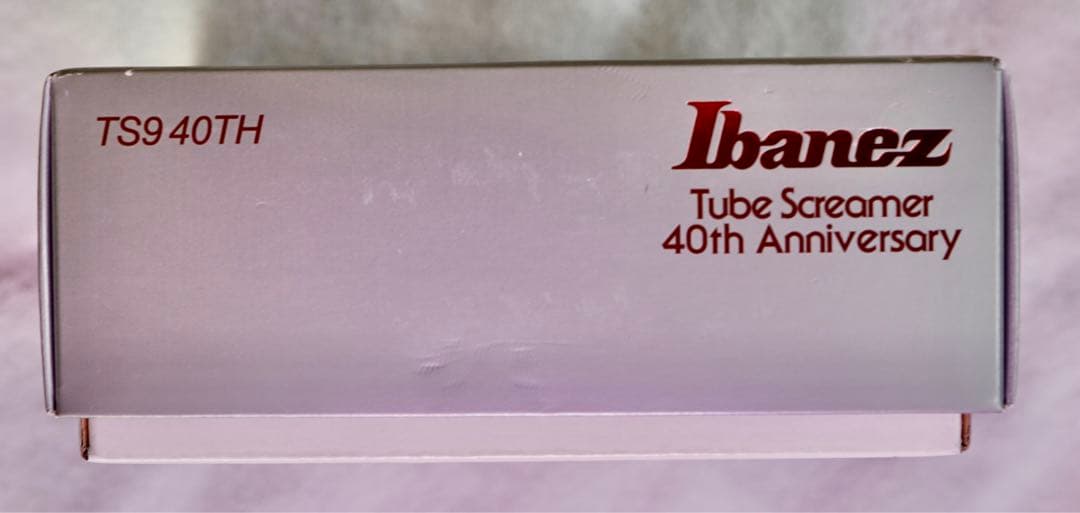 TS9 40TH
Ibanez
Tube Screamer
40th Anniversary